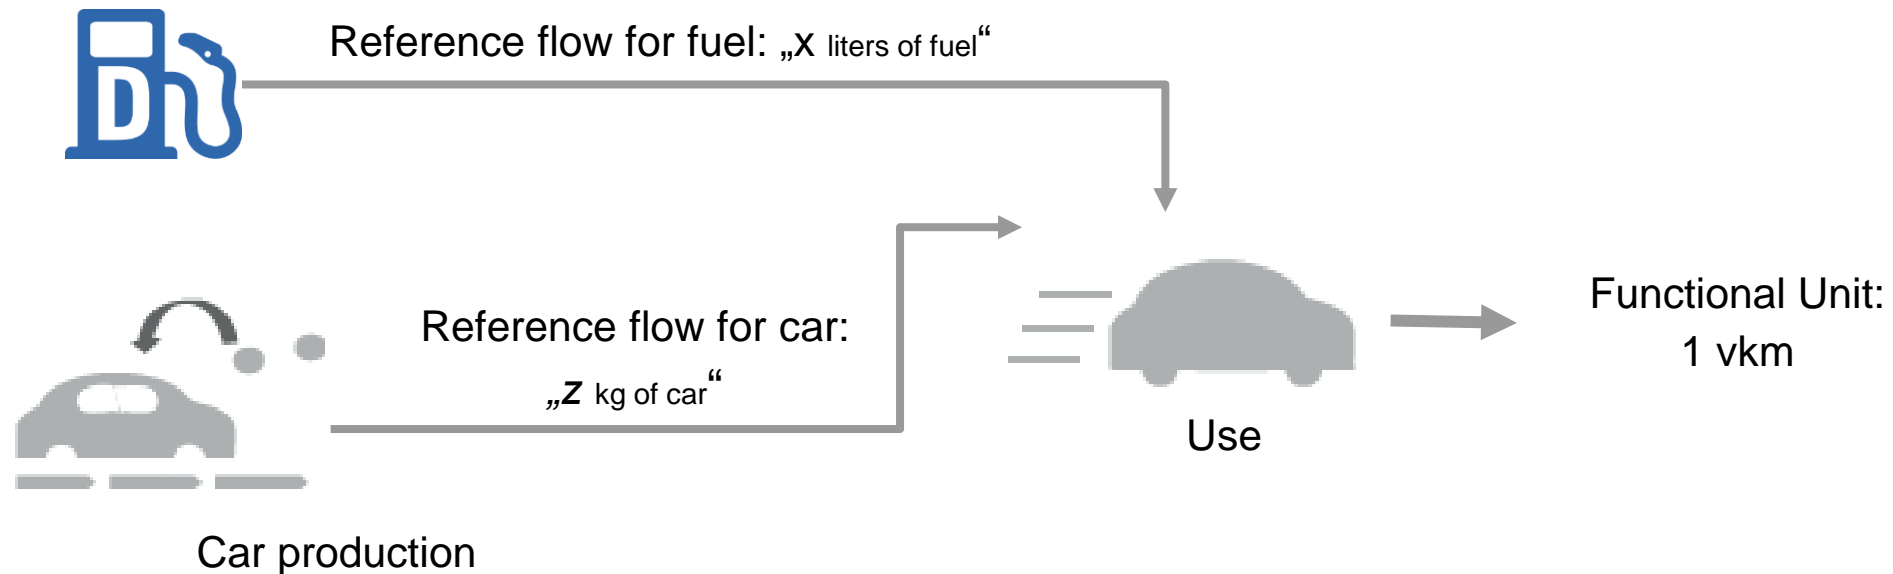 Reference flow for fuel: „x liters of fuel“
D
Reference flow for car:
„z kg of car“
Functional Unit:
1 vkm
Use
Car production